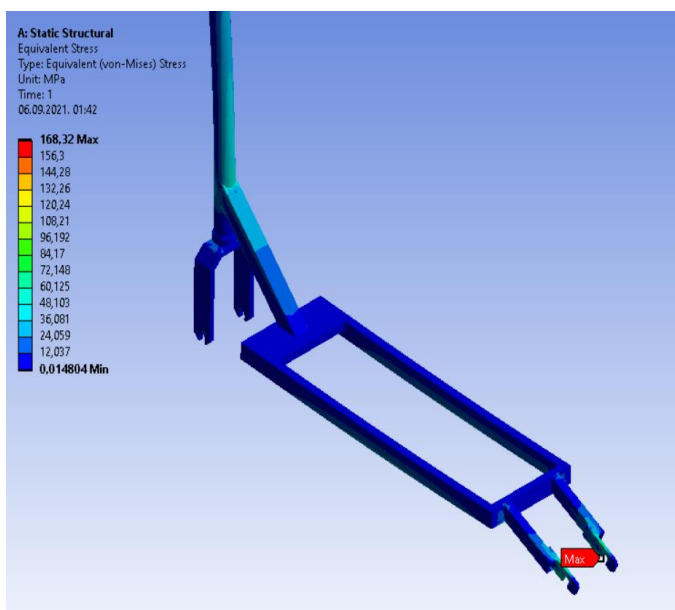 A: Static Structural
Equivalent Stress
Type: Equivalent (von-Mises) Stress
Unit: MPa
Time: 1
06.09.2021. 01:42
168,32 Max
156,3
144,28
132,26
120,24
108,21
96,192
84,17
72,148
60,125
48,103
36,081
24,059
12,037
0,014804 Min
Max